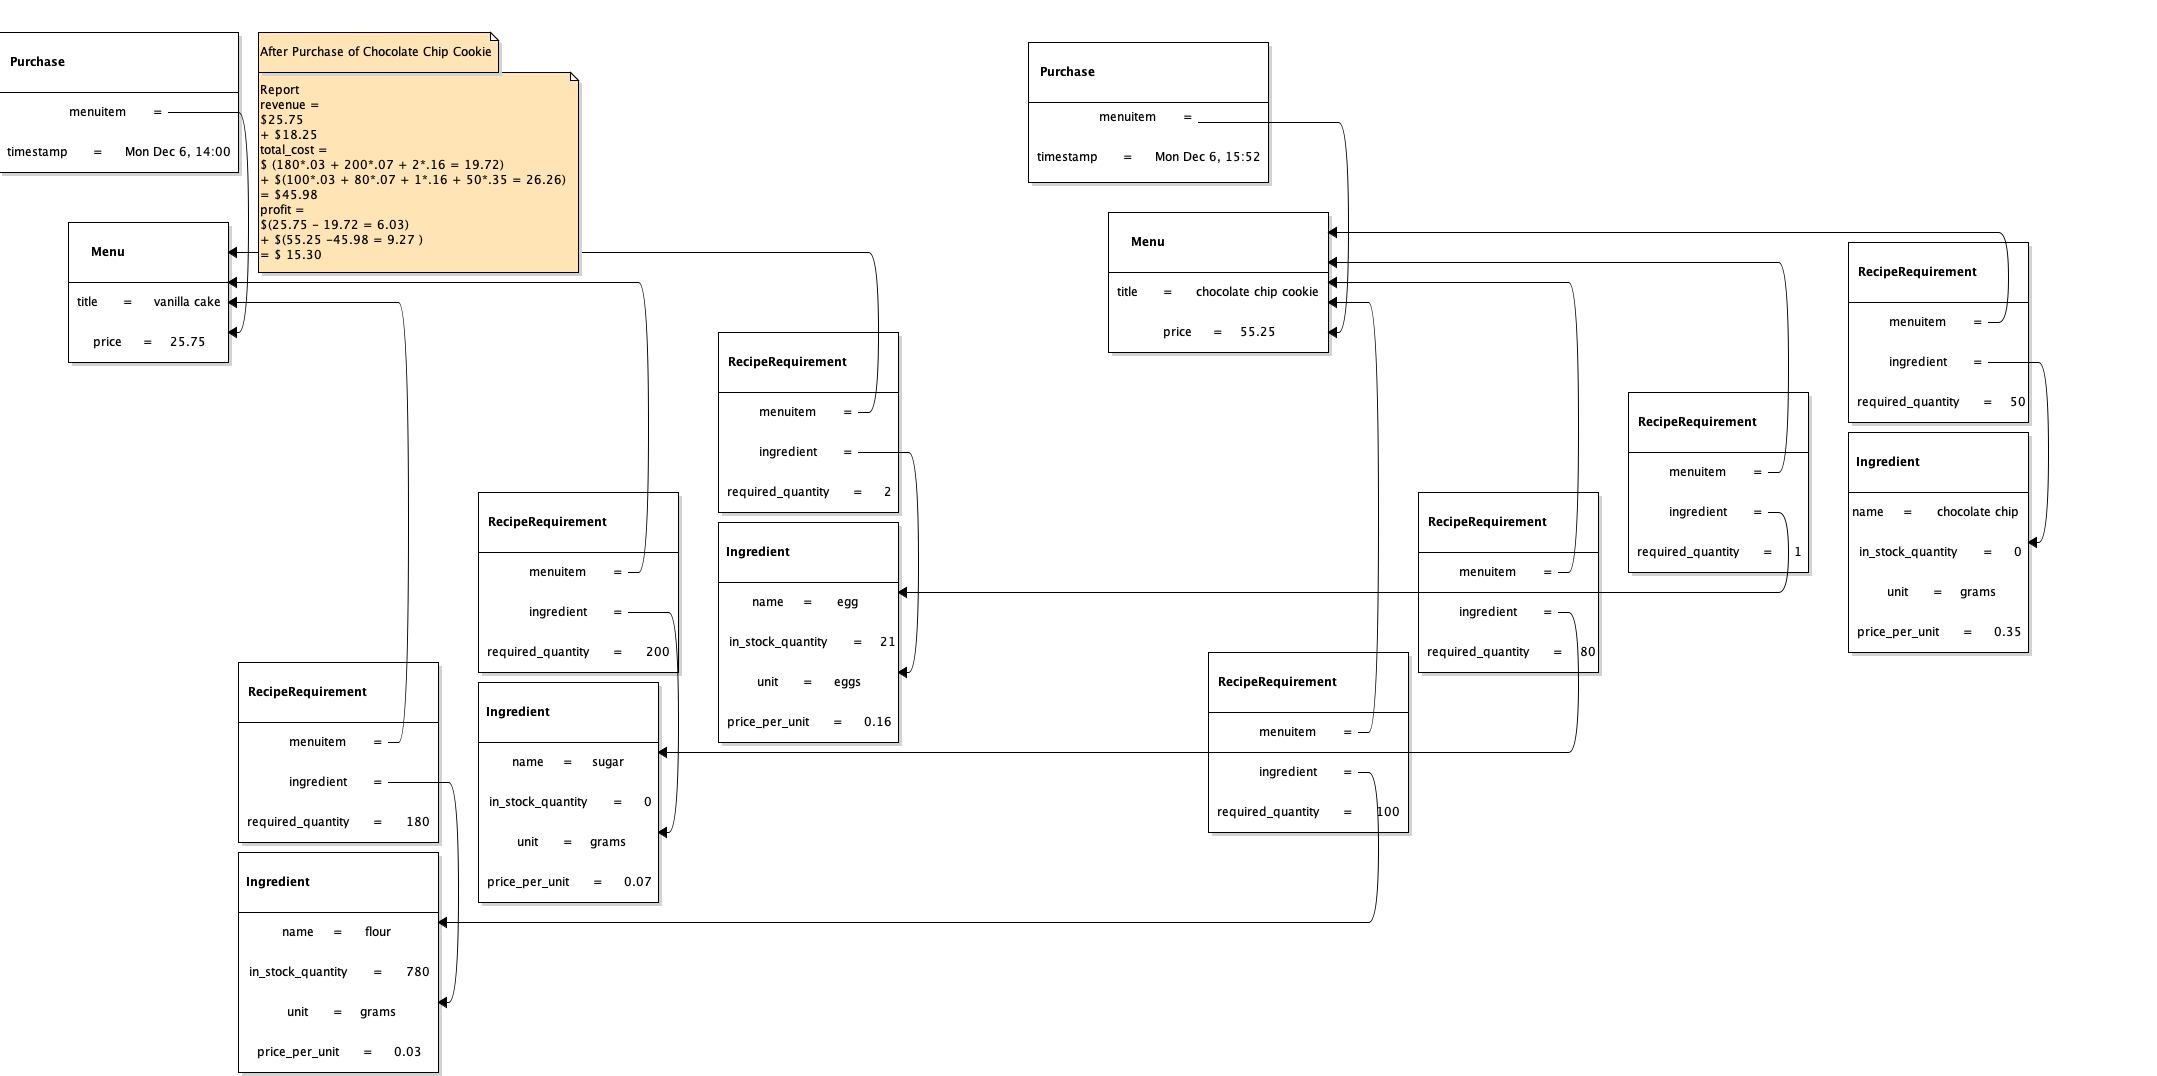 Purchase
menuitem =
timestamp = Mon Dec 6, 14:00
After Purchase of Chocolate Chip Cookie
Report
revenue =
$25.75
+ $18.25
total_cost =
$ (180*.03 + 200*.07 + 2*.16 = 19.72)
+ $(100*.03 + 80*.07 + 1*.16 + 50*.35 = 26.26)
= $45.98
profit =
$(25.75 – 19.72 = 6.03)
+ $(55.25 –45.98 = 9.27 )
= $ 15.30
Menu
title = vanilla cake
price = 25.75
RecipeRequirement
menuitem =
ingredient =
required_quantity = 180
Ingredient
name = flour
in_stock_quantity = 780
unit = grams
price_per_unit = 0.03
RecipeRequirement
menuitem =
ingredient =
required_quantity = 200
Ingredient
name = sugar
in_stock_quantity = 0
unit = grams
price_per_unit = 0.07
RecipeRequirement
menuitem =
ingredient =
required_quantity = 2
Ingredient
name = egg
in_stock_quantity = 21
unit = eggs
price_per_unit = 0.16
Purchase
menuitem =
timestamp = Mon Dec 6, 15:52
Menu
title = chocolate chip cookie
price = 55.25
RecipeRequirement
menuitem =
ingredient =
required_quantity = 100
RecipeRequirement
menuitem =
ingredient =
required_quantity = 80
RecipeRequirement
menuitem =
ingredient =
required_quantity = 1
RecipeRequirement
menuitem =
ingredient =
required_quantity = 50
Ingredient
name = chocolate chip
in_stock_quantity = 0
unit = grams
price_per_unit = 0.35